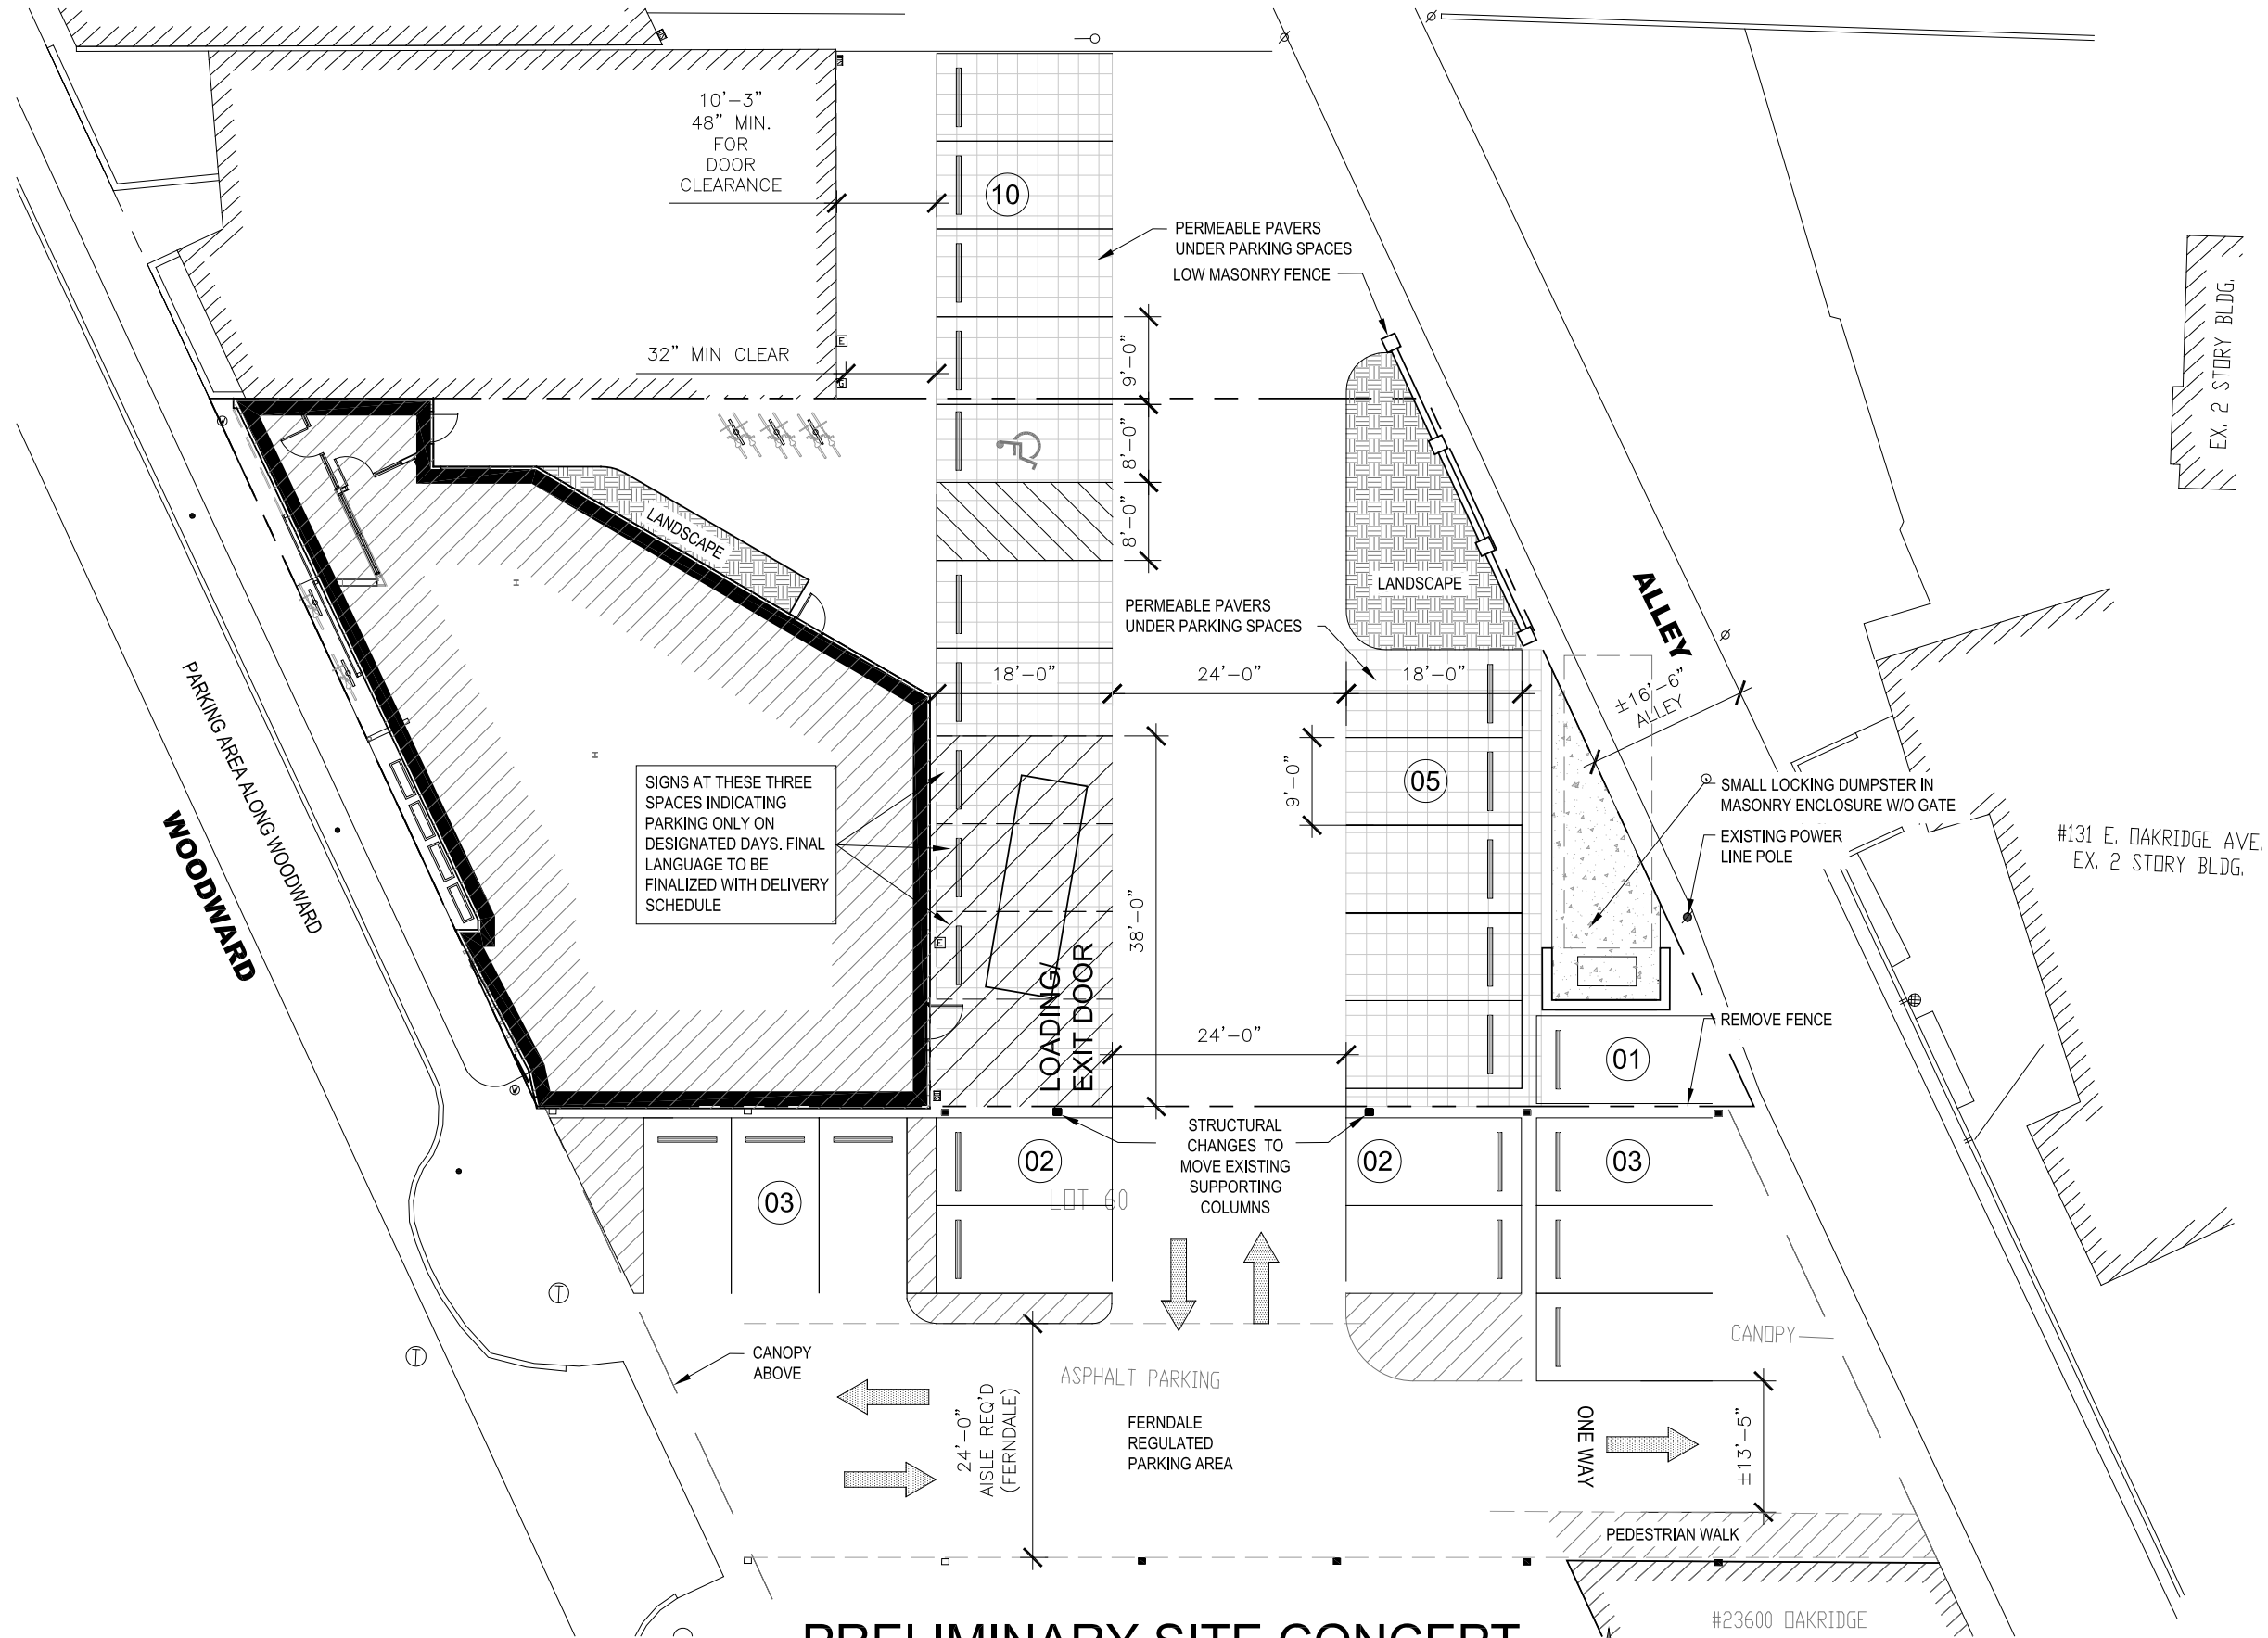 10'-3"
48" MIN.
FOR
DOOR
CLEARANCE
10
PERMEABLE PAVERS
UNDER PARKING SPACES
LOW MASONRY FENCE
32" MIN CLEAR
E
G
9'-0"
8'-0"
8'-0"
EX. 2 STORY BLDG.
LANDSCAPE
LANDSCAPE
PERMEABLE PAVERS
UNDER PARKING SPACES
ALLEY
18'-0"
24'-0"
18'-0"
±16'-6"
ALLEY
PARKING AREA ALONG WOODWARD
WOODWARD
SIGNS AT THESE THREE
SPACES INDICATING
PARKING ONLY ON
DESIGNATED DAYS. FINAL
LANGUAGE TO BE
FINALIZED WITH DELIVERY
SCHEDULE
9'-0"
05
SMALL LOCKING DUMPSTER IN
MASONRY ENCLOSURE W/O GATE
EXISTING POWER
LINE POLE
#131 E. OAKRIDGE AVE.
EX. 2 STORY BLDG.
38'-0"
E
LOADING/
EXIT DOOR
24'-0"
REMOVE FENCE
01
STRUCTURAL
CHANGES TO
MOVE EXISTING
SUPPORTING
COLUMNS
02
02
03
03
LOT 60
T
T
CANOPY
ABOVE
CANOPY
ASPHALT PARKING
24'-0"
AISLE REQ'D
(FERNDALE)
FERNDALE
REGULATED
PARKING AREA
ONE WAY
±13'-5"
PEDESTRIAN WALK
#23600 OAKRIDGE
PRELIMINARY SITE CONCEPT